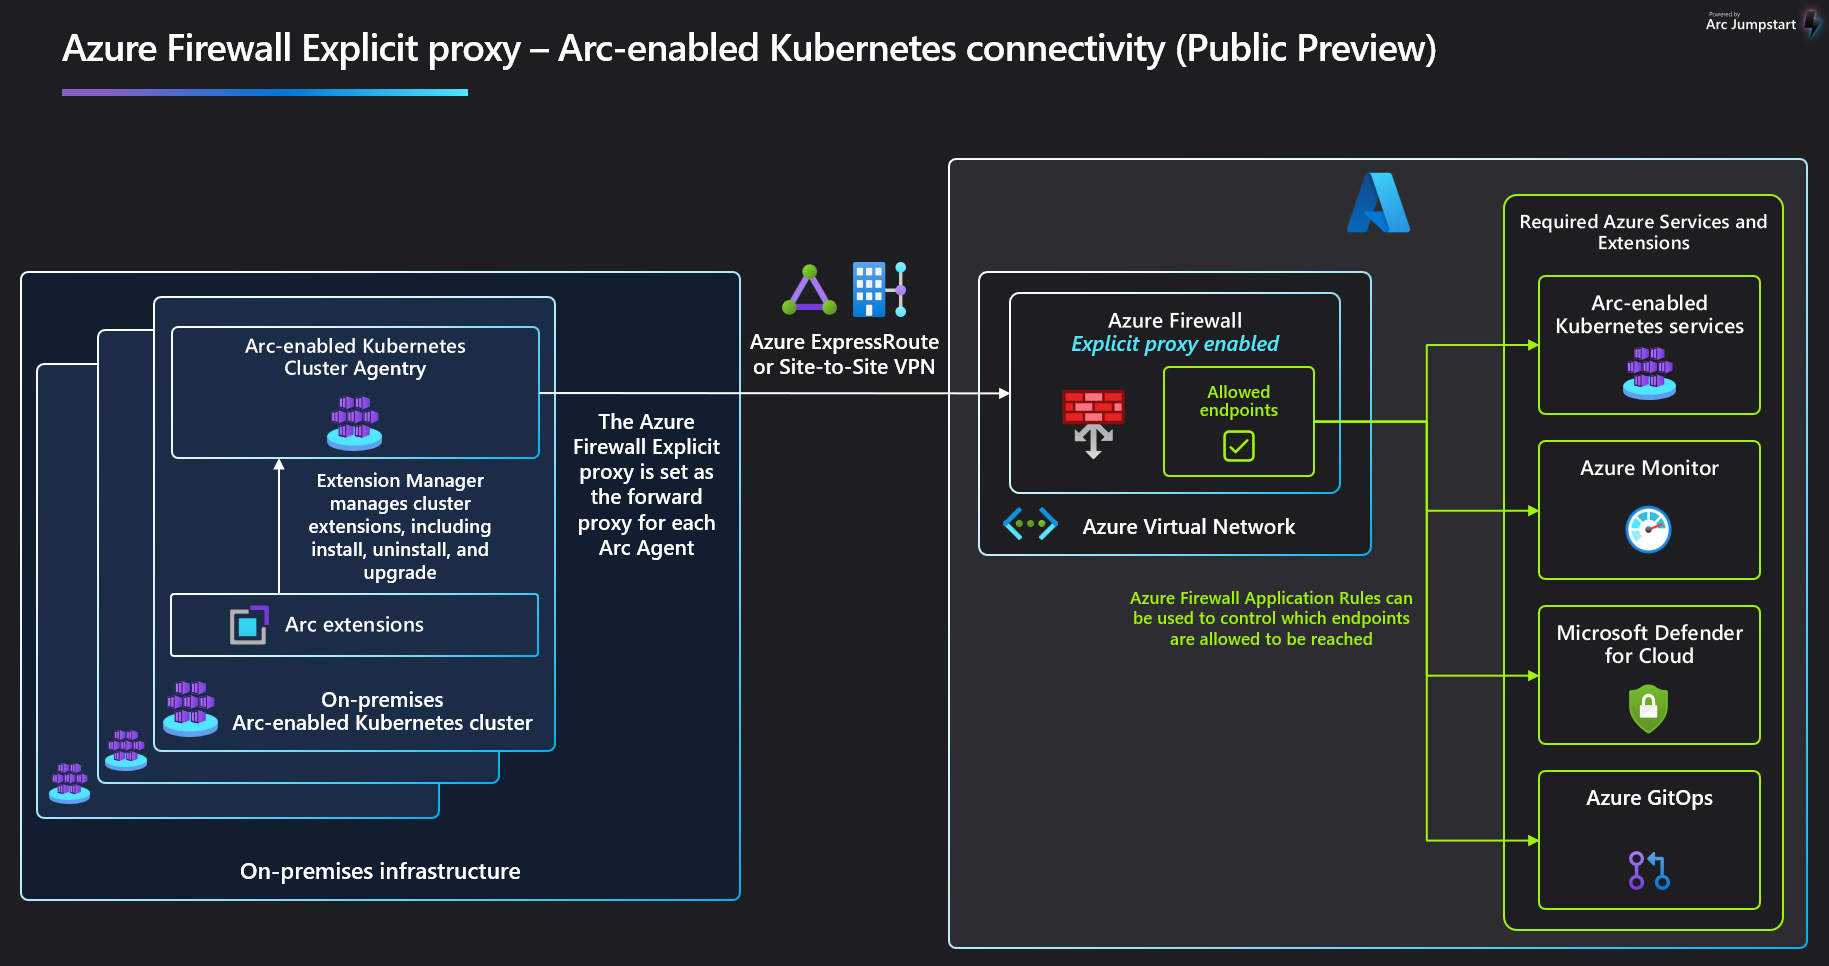 Powered by
Arc Jumpstart
Azure Firewall Explicit proxy – Arc-enabled Kubernetes connectivity (Public Preview)
Arc-enabled Kubernetes
Cluster Agentry
Extension Manager
manages cluster
extensions, including
install, uninstall, and
upgrade
Arc extensions
On-premises
Arc-enabled Kubernetes cluster
On-premises infrastructure
The Azure
Firewall Explicit
proxy is set as
the forward
proxy for each
Arc Agent
Azure ExpressRoute
or Site-to-Site VPN
Azure Firewall
Explicit proxy enabled
Allowed
endpoints
Azure Virtual Network
Azure Firewall Application Rules can
be used to control which endpoints
are allowed to be reached
Required Azure Services and
Extensions
Arc-enabled
Kubernetes services
Azure Monitor
Microsoft Defender
for Cloud
Azure GitOps